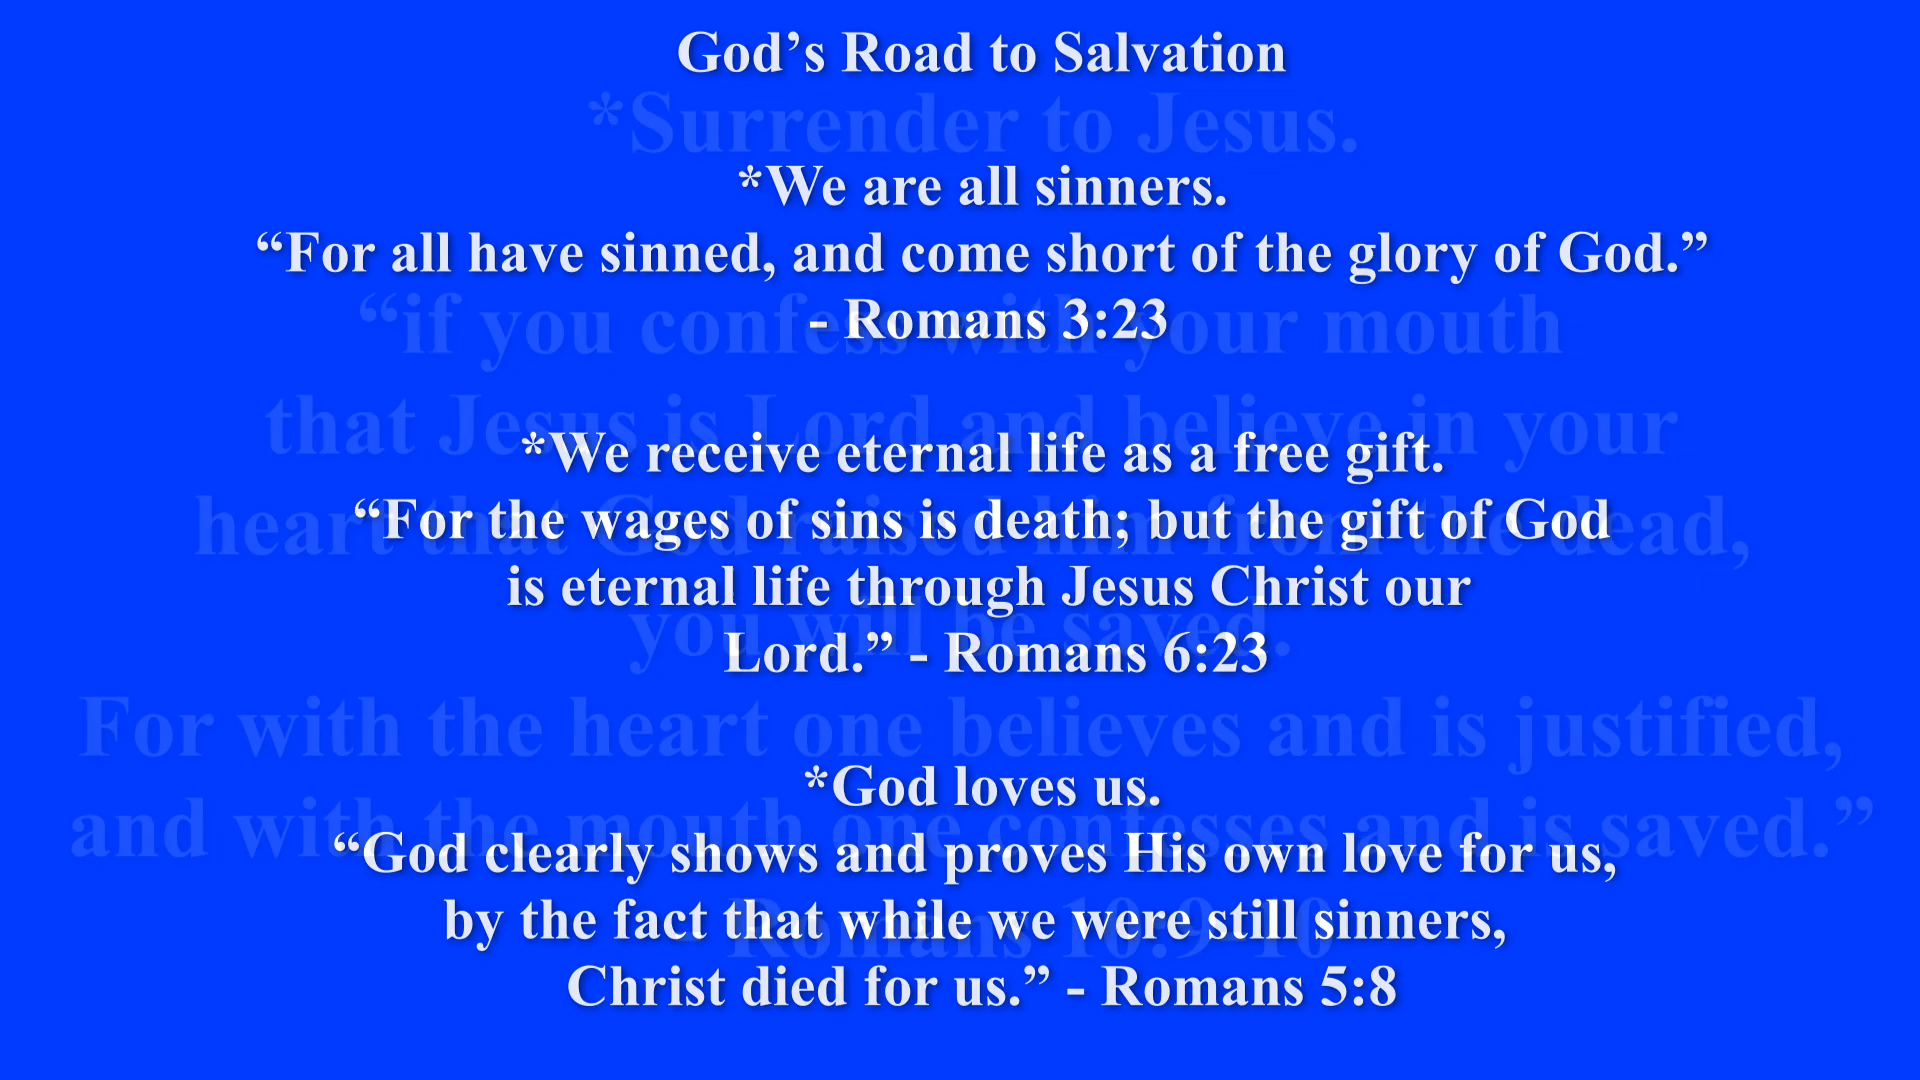 God’s Road to Salvation
*Surrender to Jesus.
*We are all sinners.
“For all have sinned, and come short of the glory of God.”
- Romans 3:23
“if you confess with your mouth
that Jesus is Lord and believe in your
*We receive eternal life as a free gift.
heart that God raised him from the dead,
“For the wages of sins is death; but the gift of God
is eternal life through Jesus Christ our
you will be saved.
Lord.” - Romans 6:23
For with the heart one believes and is justified,
*God loves us.
and with the mouth one confesses and is saved.”
“God clearly shows and proves His own love for us,
by the fact that while we were still sinners,
- Romans 10:9-10
Christ died for us.” - Romans 5:8